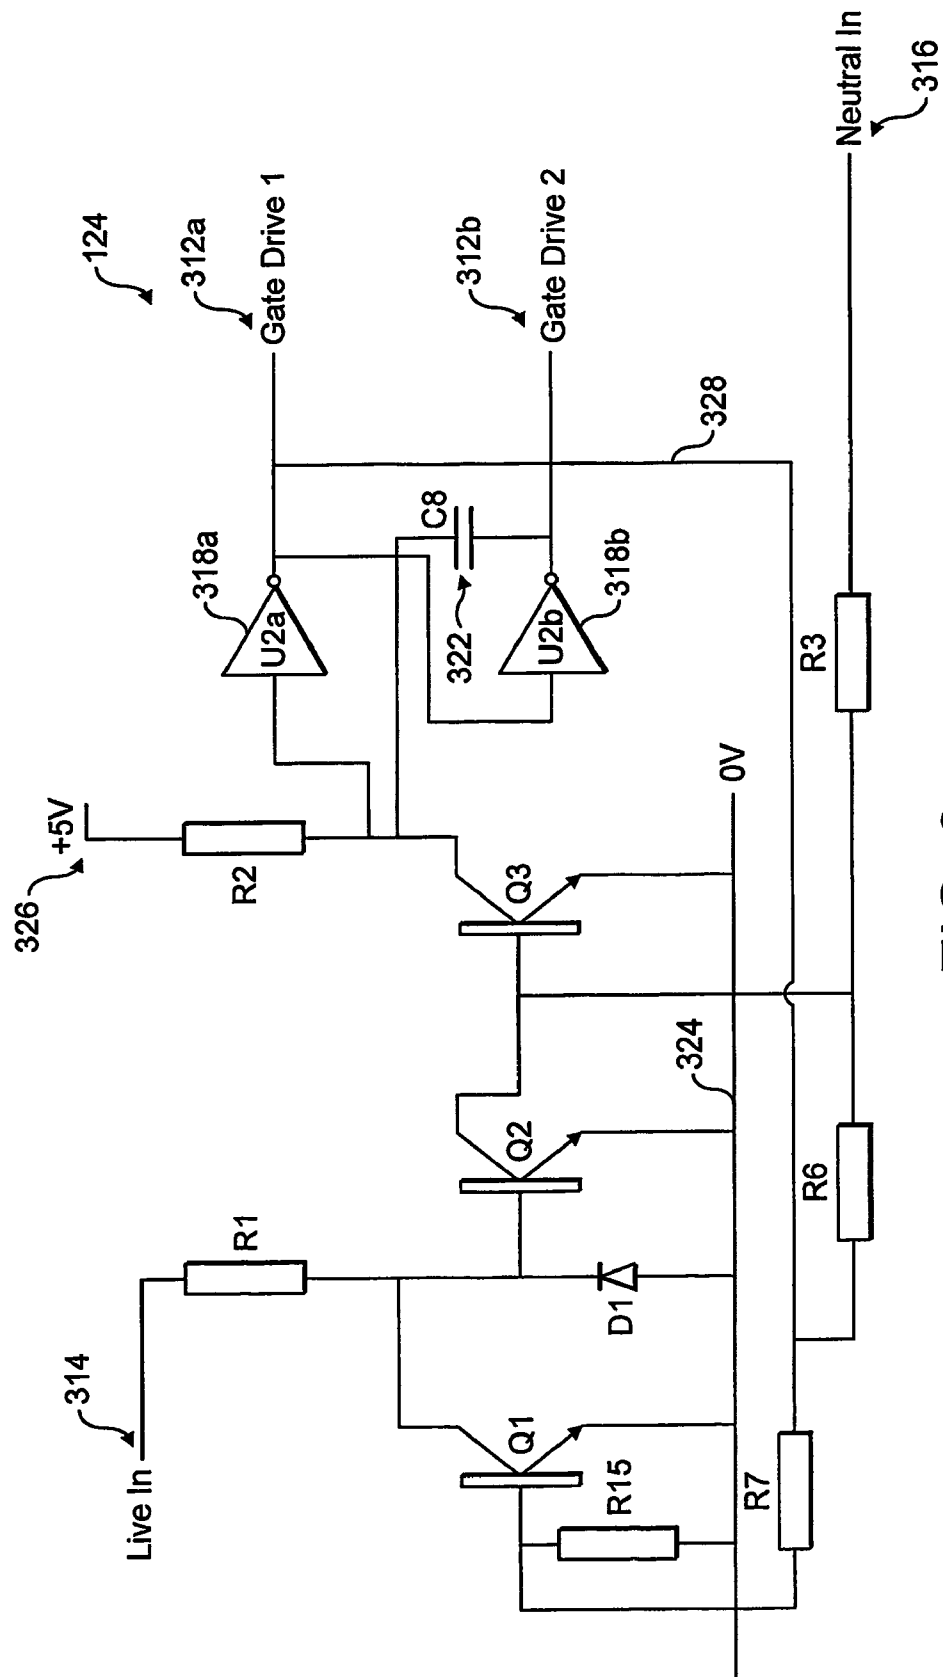 326
+5V
124
314
Live In
R1
R2
318a
312a
Gate Drive 1
U2a
C8
322
312b
Gate Drive 2
Q1
Q2
Q3
U2b
318b
R15
D1
324
0V
328
R7
R6
R3
Neutral In
316